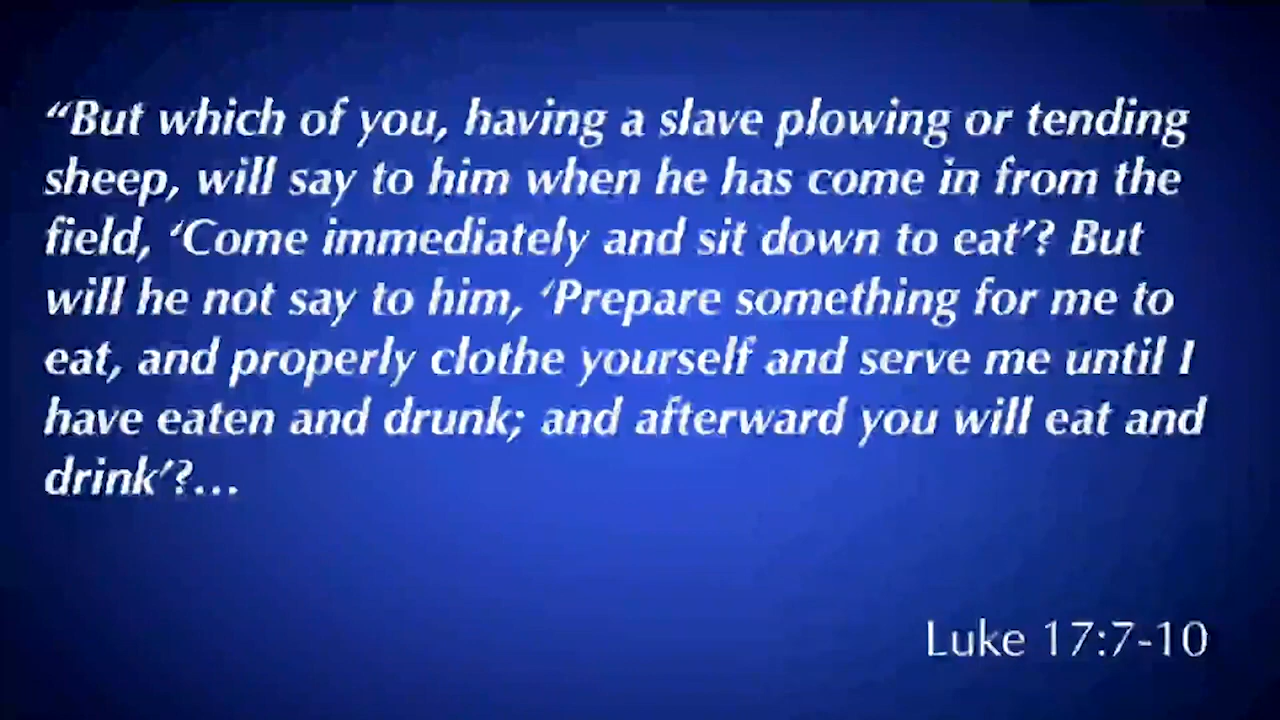 “But which of you, having a slave plowing or tending
sheep, will say to him when he has come in from the
field, ‘Come immediately and sit down to eat’? But
will he not say to him, ‘Prepare something for me to
eat, and properly clothe yourself and serve me until I
have eaten and drunk; and afterward you will eat and
drink’?...
Luke 17:7-10